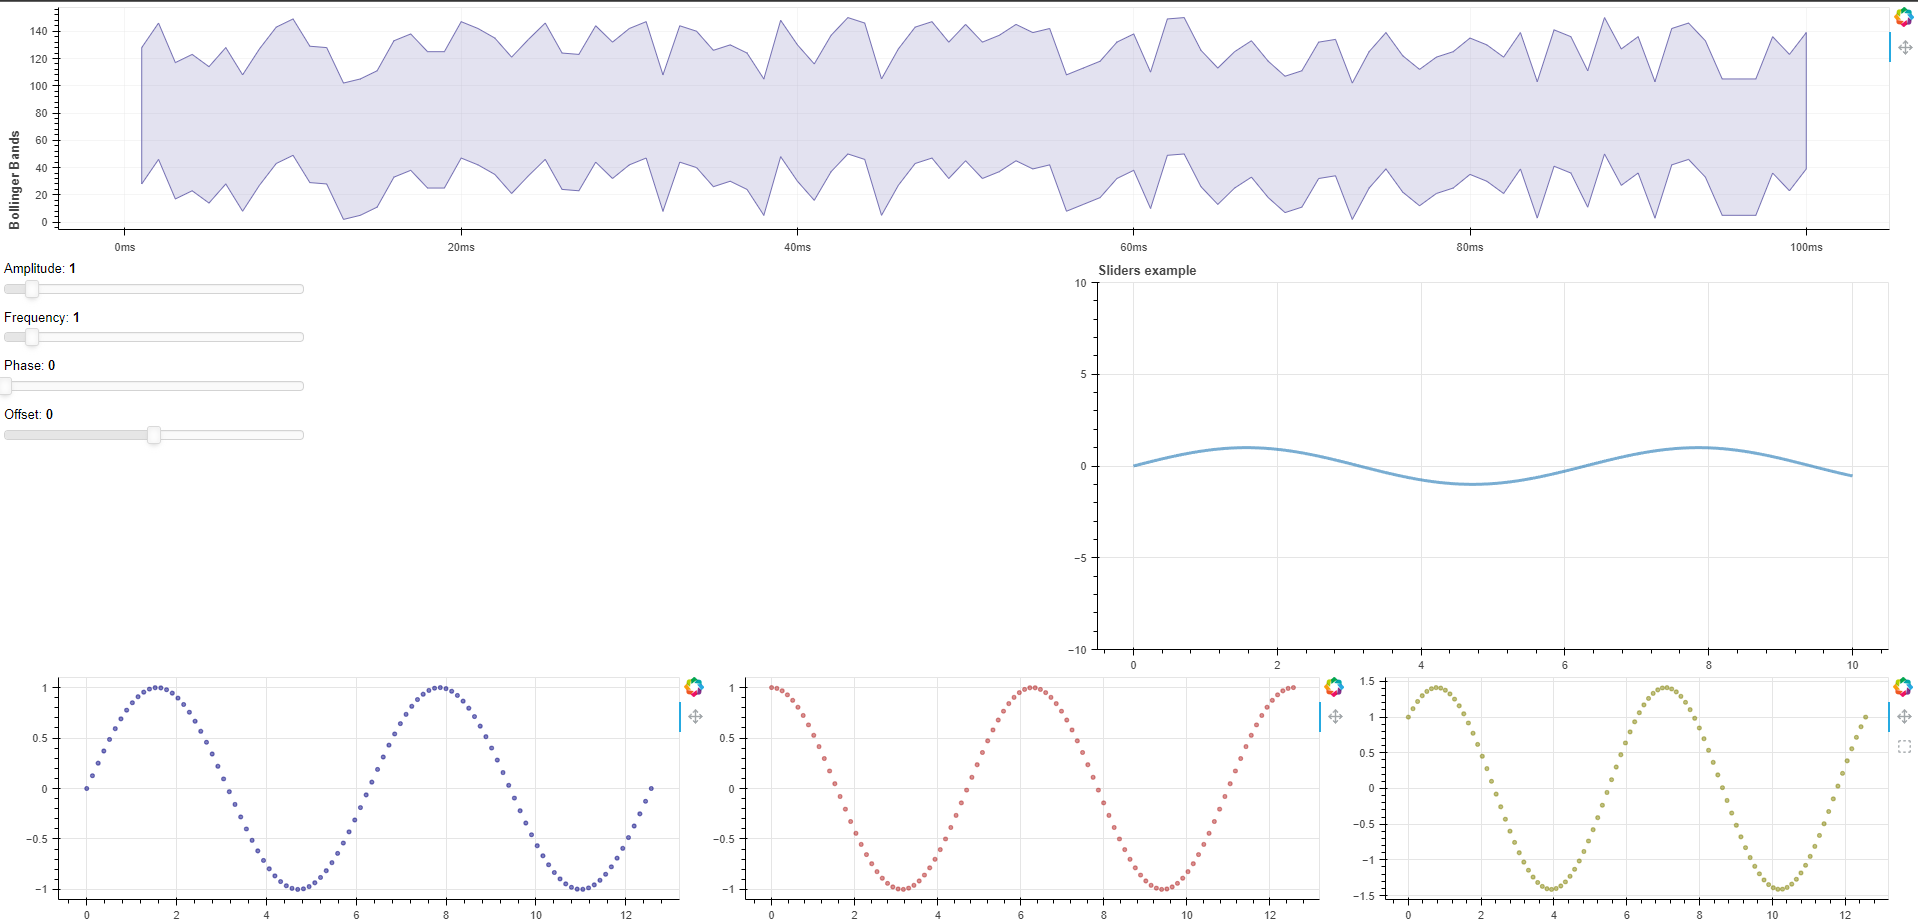 Bollinger Bands
140
120
100
80
60
40
20
0
0ms 20ms 40ms 60ms 80ms 100ms
Amplitude: 1
Frequency: 1
Phase: 0
Offset: 0
Sliders example
10
5
0
−5
−10
0 2 4 6 8 10
1
0.5
0
−0.5
−1
0 2 4 6 8 10 12
1
0.5
0
−0.5
−1
0 2 4 6 8 10 12
1.5
1
0.5
0
−0.5
−1
−1.5
0 2 4 6 8 10 12